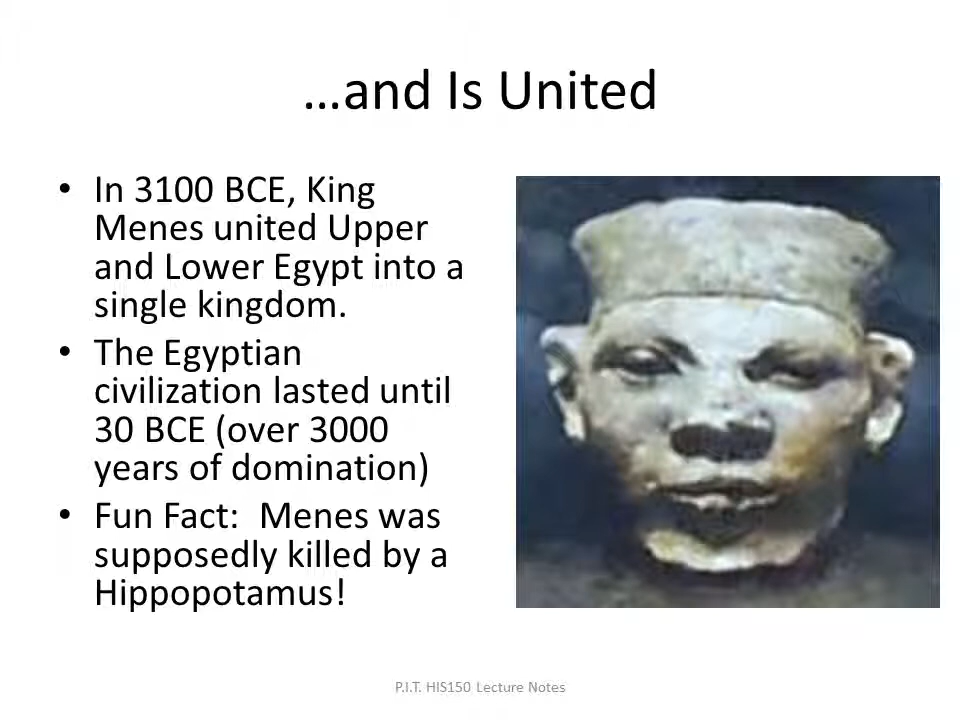 …and Is United
• In 3100 BCE, King
Menes united Upper
and Lower Egypt into a
single kingdom.
• The Egyptian
civilization lasted until
30 BCE (over 3000
years of domination)
• Fun Fact:  Menes was
supposedly killed by a
Hippopotamus!
P.I.T. HIS150 Lecture Notes